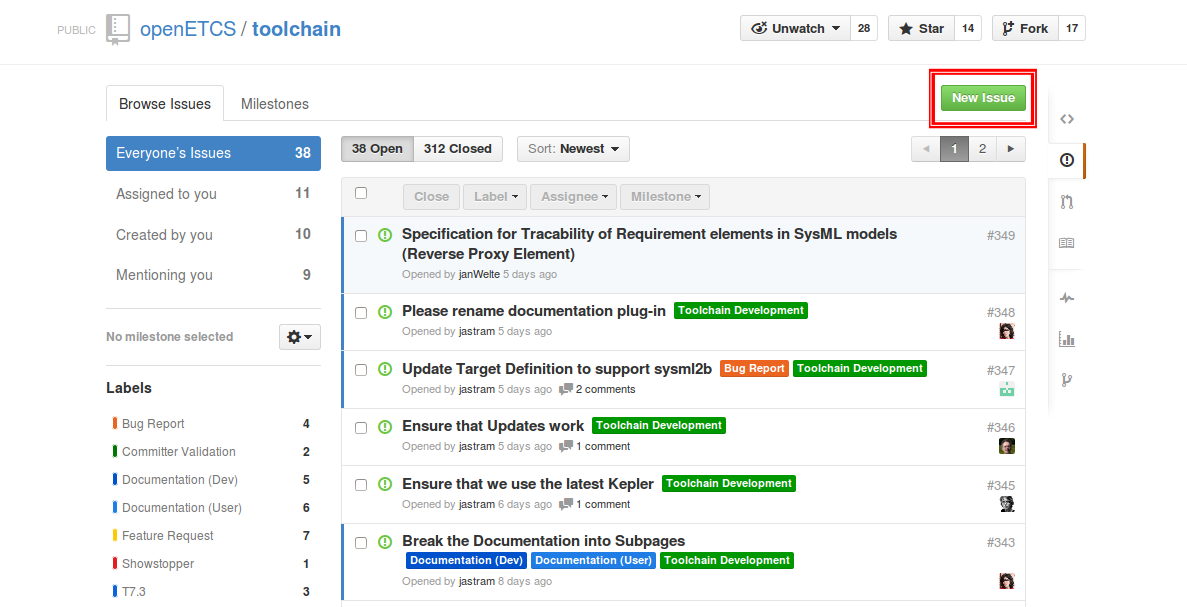 PUBLIC openETCS / toolchain Unwatch 28 Star 14 Fork 17
Browse Issues Milestones New Issue
Everyone's Issues 38
Assigned to you 11
Created by you 10
Mentioning you 9
No milestone selected
Labels
Bug Report 4
Committer Validation 2
Documentation (Dev) 5
Documentation (User) 6
Feature Request 7
Showstopper 1
T7.3 3
38 Open 312 Closed Sort: Newest 1 2
Close Label Assignee Milestone
Specification for Tracability of Requirement elements in SysML models #349
(Reverse Proxy Element)
Opened by janWelte 5 days ago
Please rename documentation plug-in Toolchain Development #348
Opened by jastram 5 days ago
Update Target Definition to support sysml2b Bug Report Toolchain Development #347
Opened by jastram 5 days ago 2 comments
Ensure that Updates work Toolchain Development #346
Opened by jastram 5 days ago 1 comment
Ensure that we use the latest Kepler Toolchain Development #345
Opened by jastram 6 days ago 1 comment
Break the Documentation into Subpages #343
Documentation (Dev) Documentation (User) Toolchain Development
Opened by jastram 8 days ago